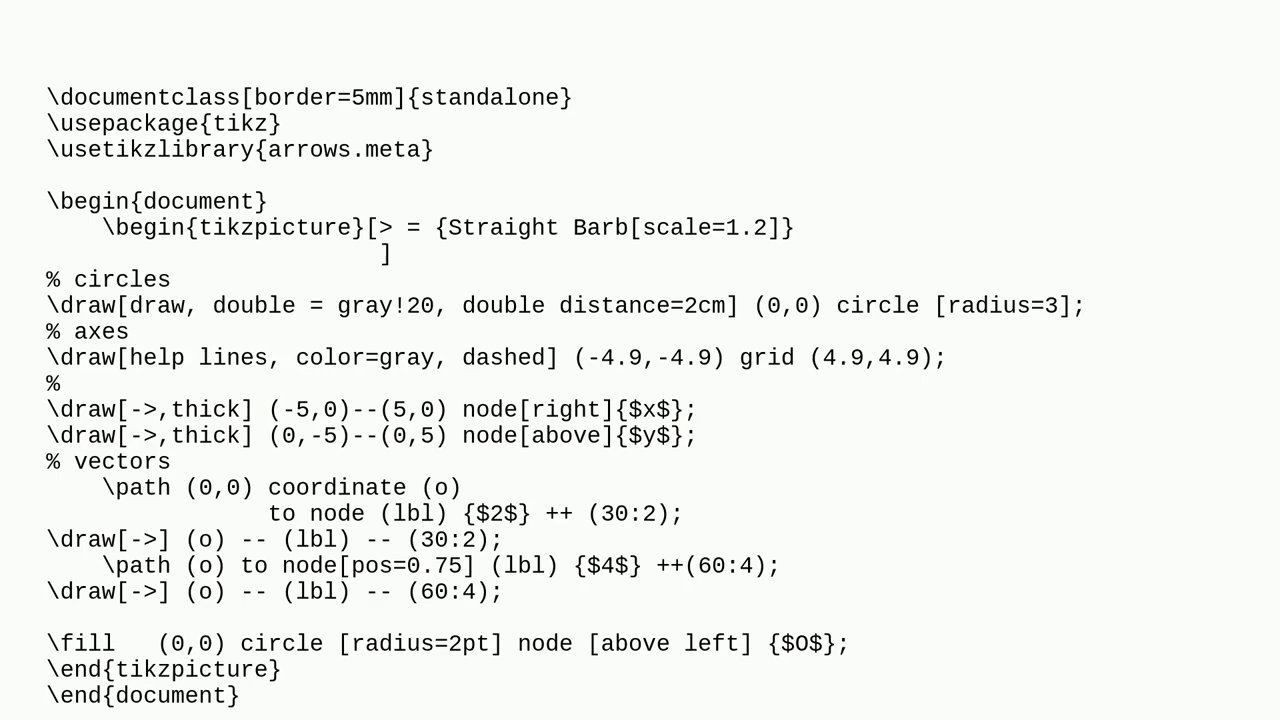 \documentclass[border=5mm]{standalone}
\usepackage{tikz}
\usetikzlibrary{arrows.meta}
\begin{document}
    \begin{tikzpicture}[> = {Straight Barb[scale=1.2]}
                        ]
% circles
\draw[draw, double = gray!20, double distance=2cm] (0,0) circle [radius=3];
% axes
\draw[help lines, color=gray, dashed] (-4.9,-4.9) grid (4.9,4.9);
%
\draw[->,thick] (-5,0)--(5,0) node[right]{$x$};
\draw[->,thick] (0,-5)--(0,5) node[above]{$y$};
% vectors
    \path (0,0) coordinate (o)
                to node (lbl) {$2$} ++ (30:2);
\draw[->] (o) -- (lbl) -- (30:2);
    \path (o) to node[pos=0.75] (lbl) {$4$} ++(60:4);
\draw[->] (o) -- (lbl) -- (60:4);
\fill   (0,0) circle [radius=2pt] node [above left] {$O$};
\end{tikzpicture}
\end{document}